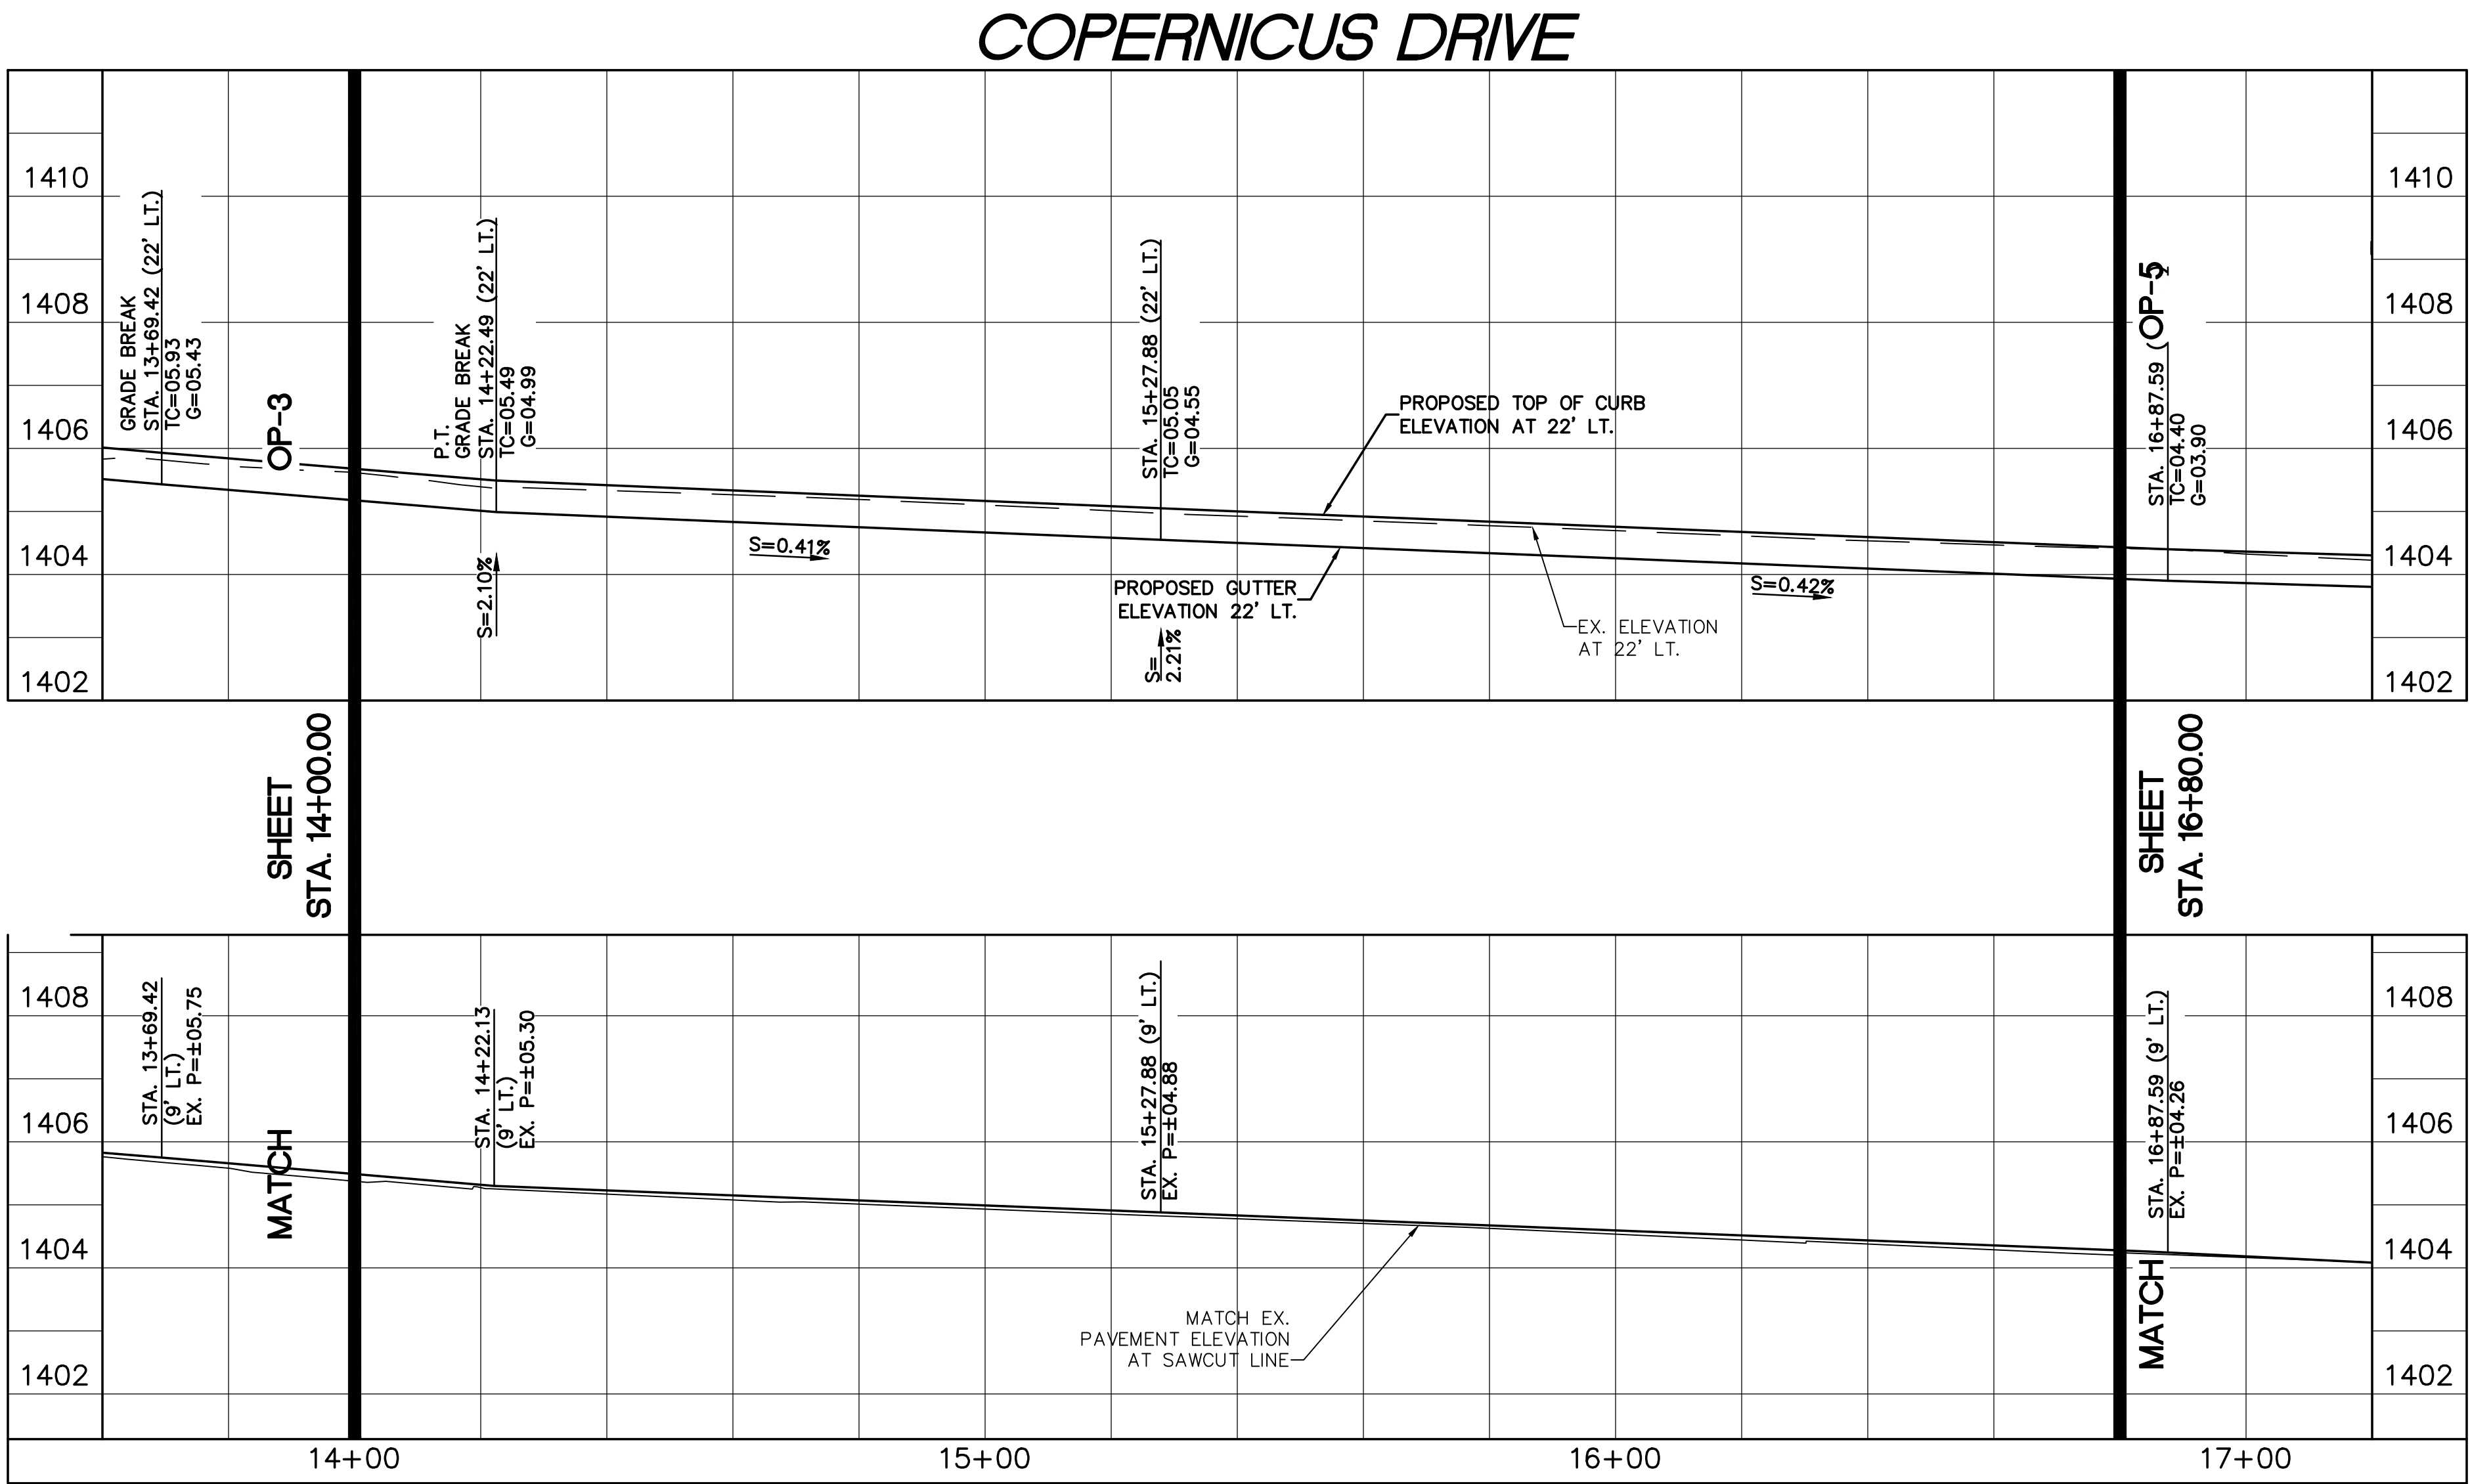 COPERNICUS DRIVE
1410
1408
1406
1404
1402
GRADE BREAK
STA. 13+69.42 (22' LT.)
TC=05.93
G=05.43
OP-3
P.T.
GRADE BREAK
STA. 14+22.49 (22' LT.)
TC=05.49
G=04.99
S=2.10%
S=0.41%
STA. 15+27.88 (22' LT.)
TC=05.05
G=04.55
PROPOSED TOP OF CURB
ELEVATION AT 22' LT.
PROPOSED GUTTER
ELEVATION 22' LT.
S=
2.21%
EX. ELEVATION
AT 22' LT.
S=0.42%
OP-5
STA. 16+87.59 (
TC=04.40
G=03.90
1410
1408
1406
1404
1402
SHEET
STA. 14+00.00
SHEET
STA. 16+80.00
1408
1406
1404
1402
STA. 13+69.42
(9' LT.)
EX. P=±05.75
MATCH
STA. 14+22.13
(9' LT.)
EX. P=±05.30
STA. 15+27.88 (9' LT.)
EX. P=±04.88
MATCH EX.
PAVEMENT ELEVATION
AT SAWCUT LINE
STA. 16+87.59 (9' LT.)
EX. P=±04.26
MATCH
1408
1406
1404
1402
14+00
15+00
16+00
17+00